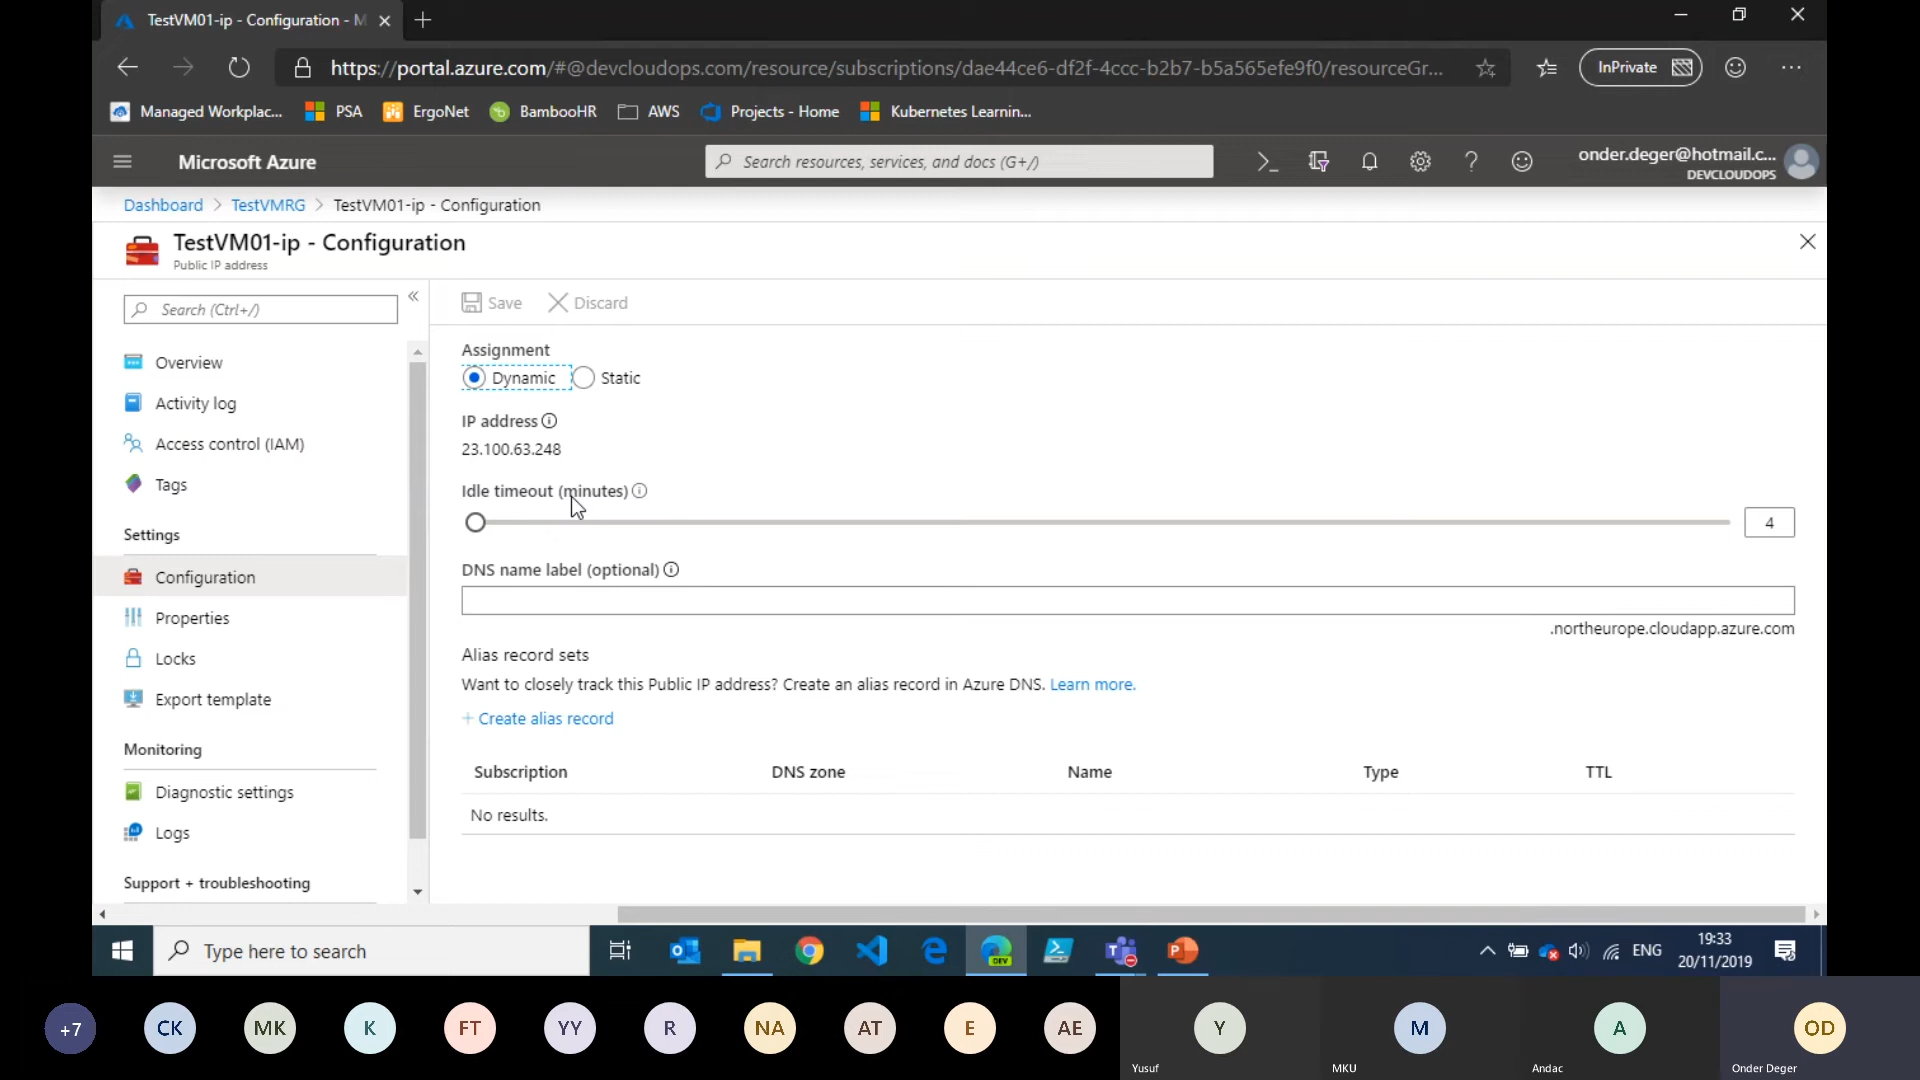 TestVM01-ip - Configuration - M
https://portal.azure.com/#@devcloudops.com/resource/subscriptions/dae44ce6-df2f-4ccc-b2b7-b5a565efe9f0/resourceGr...
InPrivate
Managed Workplac...
PSA
ErgoNet
BambooHR
AWS
Projects - Home
Kubernetes Learnin...
Microsoft Azure
Search resources, services, and docs (G+/)
onder.deger@hotmail.c...
DEVCLOUDOPS
Dashboard > TestVMRG > TestVM01-ip - Configuration
TestVM01-ip - Configuration
Public IP address
Search (Ctrl+/)
Overview
Activity log
Access control (IAM)
Tags
Settings
Configuration
Properties
Locks
Export template
Monitoring
Diagnostic settings
Logs
Support + troubleshooting
Save
Discard
Assignment
Dynamic
Static
IP address
23.100.63.248
Idle timeout (minutes)
4
DNS name label (optional)
.northeurope.cloudapp.azure.com
Alias record sets
Want to closely track this Public IP address? Create an alias record in Azure DNS. Learn more.
+ Create alias record
Subscription DNS zone Name Type TTL
No results.
Type here to search
DEV
ENG
19:33
20/11/2019
+7
CK
MK
K
FT
YY
R
NA
AT
E
AE
Y
Yusuf
M
MKU
A
Andac
OD
Onder Deger